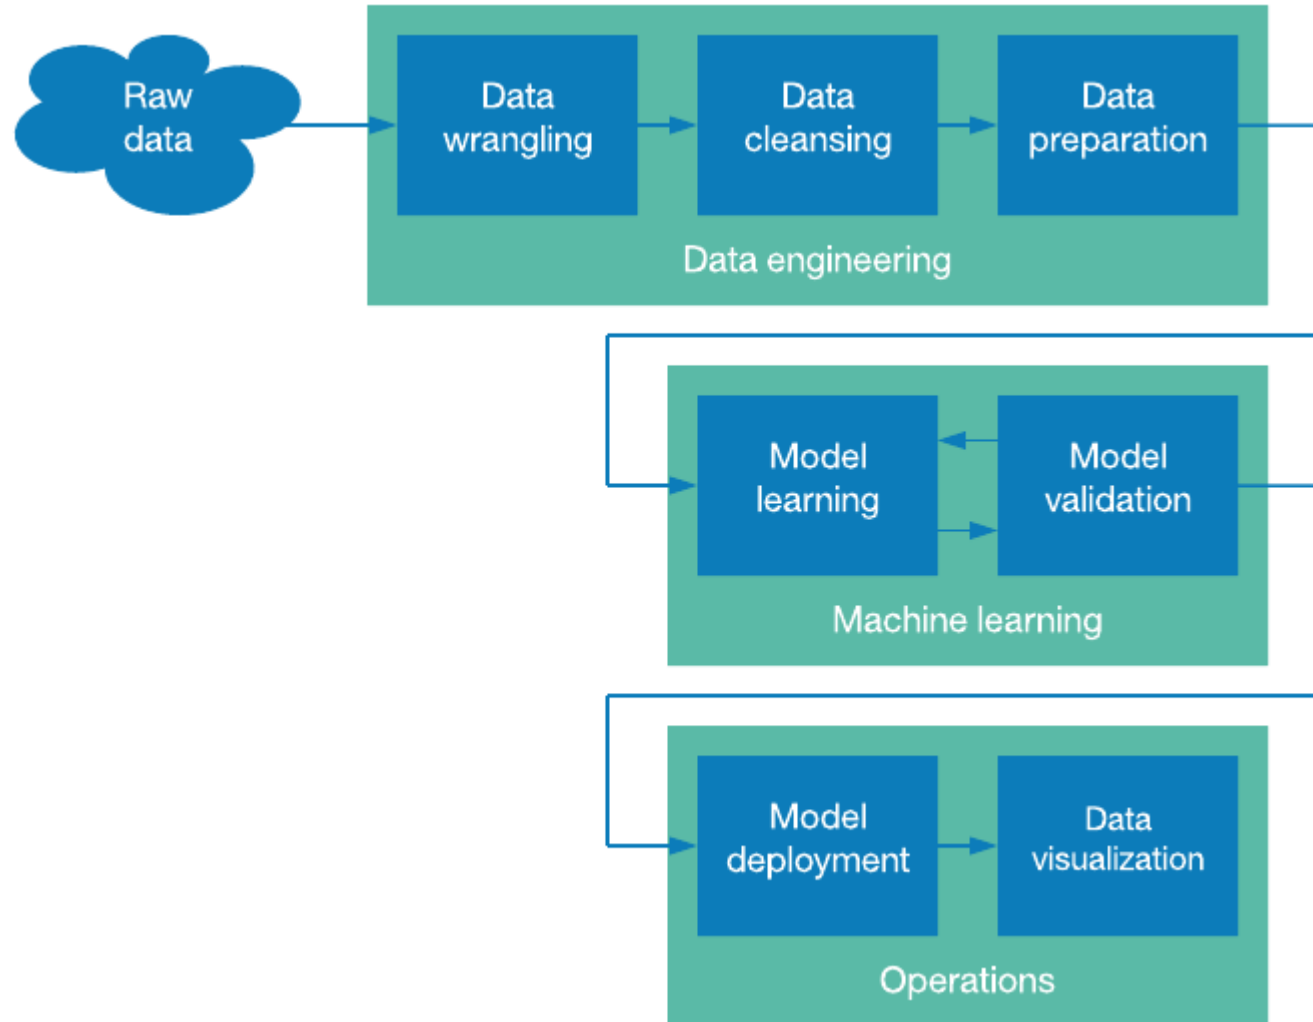 Raw
data
Data
wrangling
Data
cleansing
Data
preparation
Data engineering
Model
learning
Model
validation
Machine learning
Model
deployment
Data
visualization
Operations